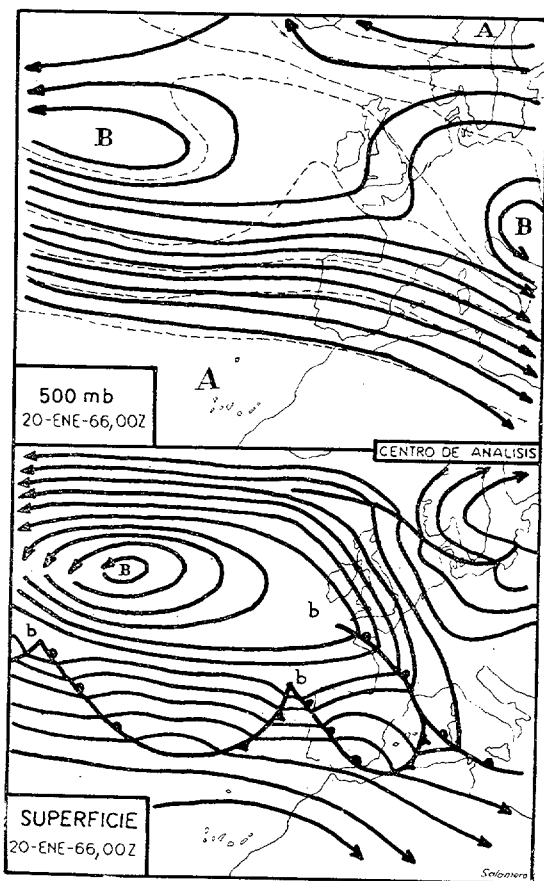 A
B
B
A
500 mb
20-ENE-66,00Z
CENTRO DE ANALISIS
B
b
b
b
SUPERFICIE
20-ENE-66,00Z
Salomero